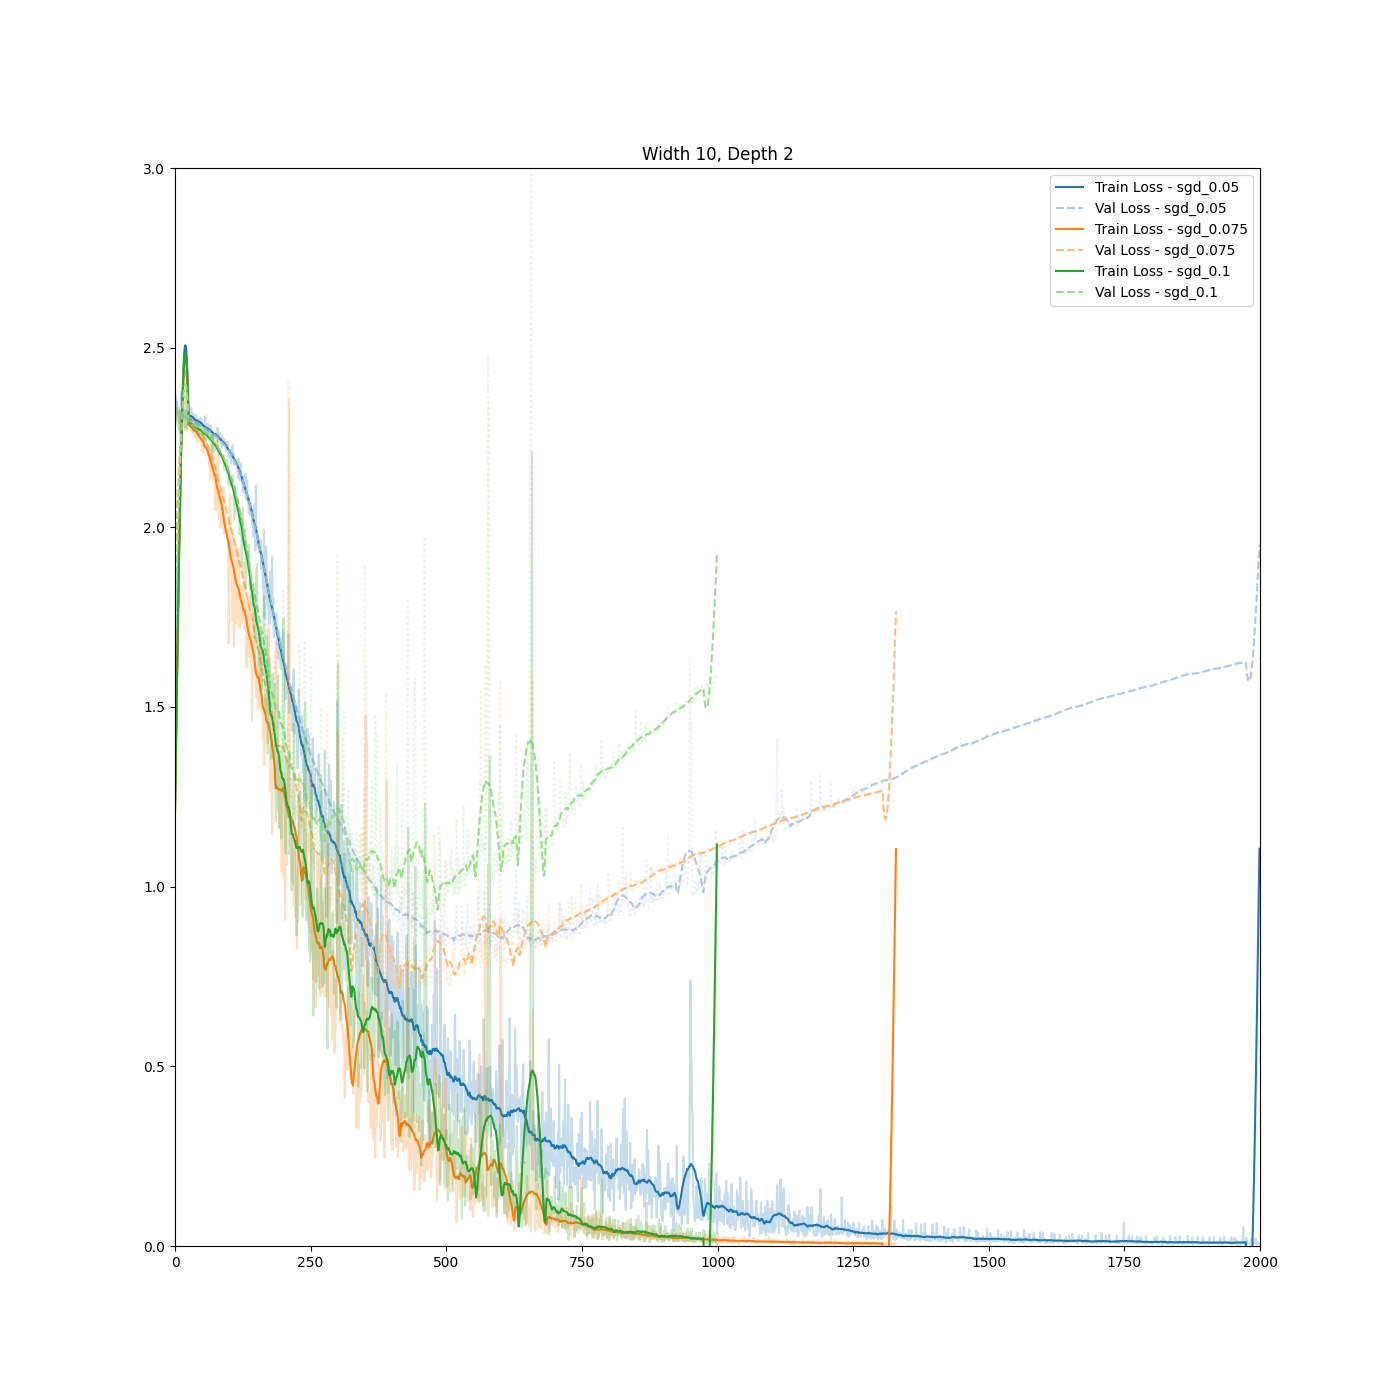 Width 10, Depth 2
3.0
2.5
2.0
1.5
1.0
0.5
0.0
0 250 500 750 1000 1250 1500 1750 2000
Train Loss - sgd_0.05
Val Loss - sgd_0.05
Train Loss - sgd_0.075
Val Loss - sgd_0.075
Train Loss - sgd_0.1
Val Loss - sgd_0.1